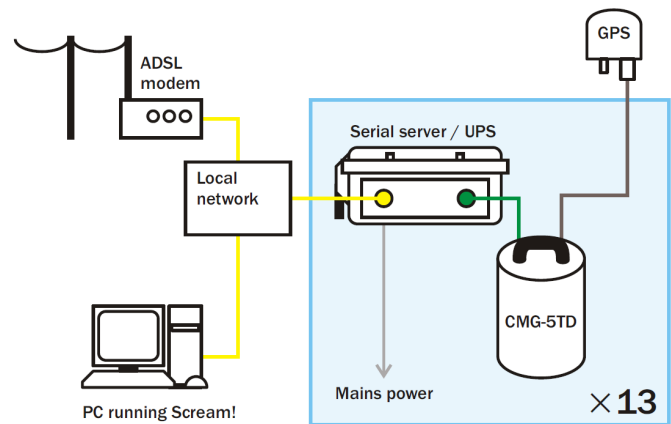 GPS
ADSL
modem
Serial server / UPS
Local
network
CMG-5TD
Mains power
×13
PC running Scream!